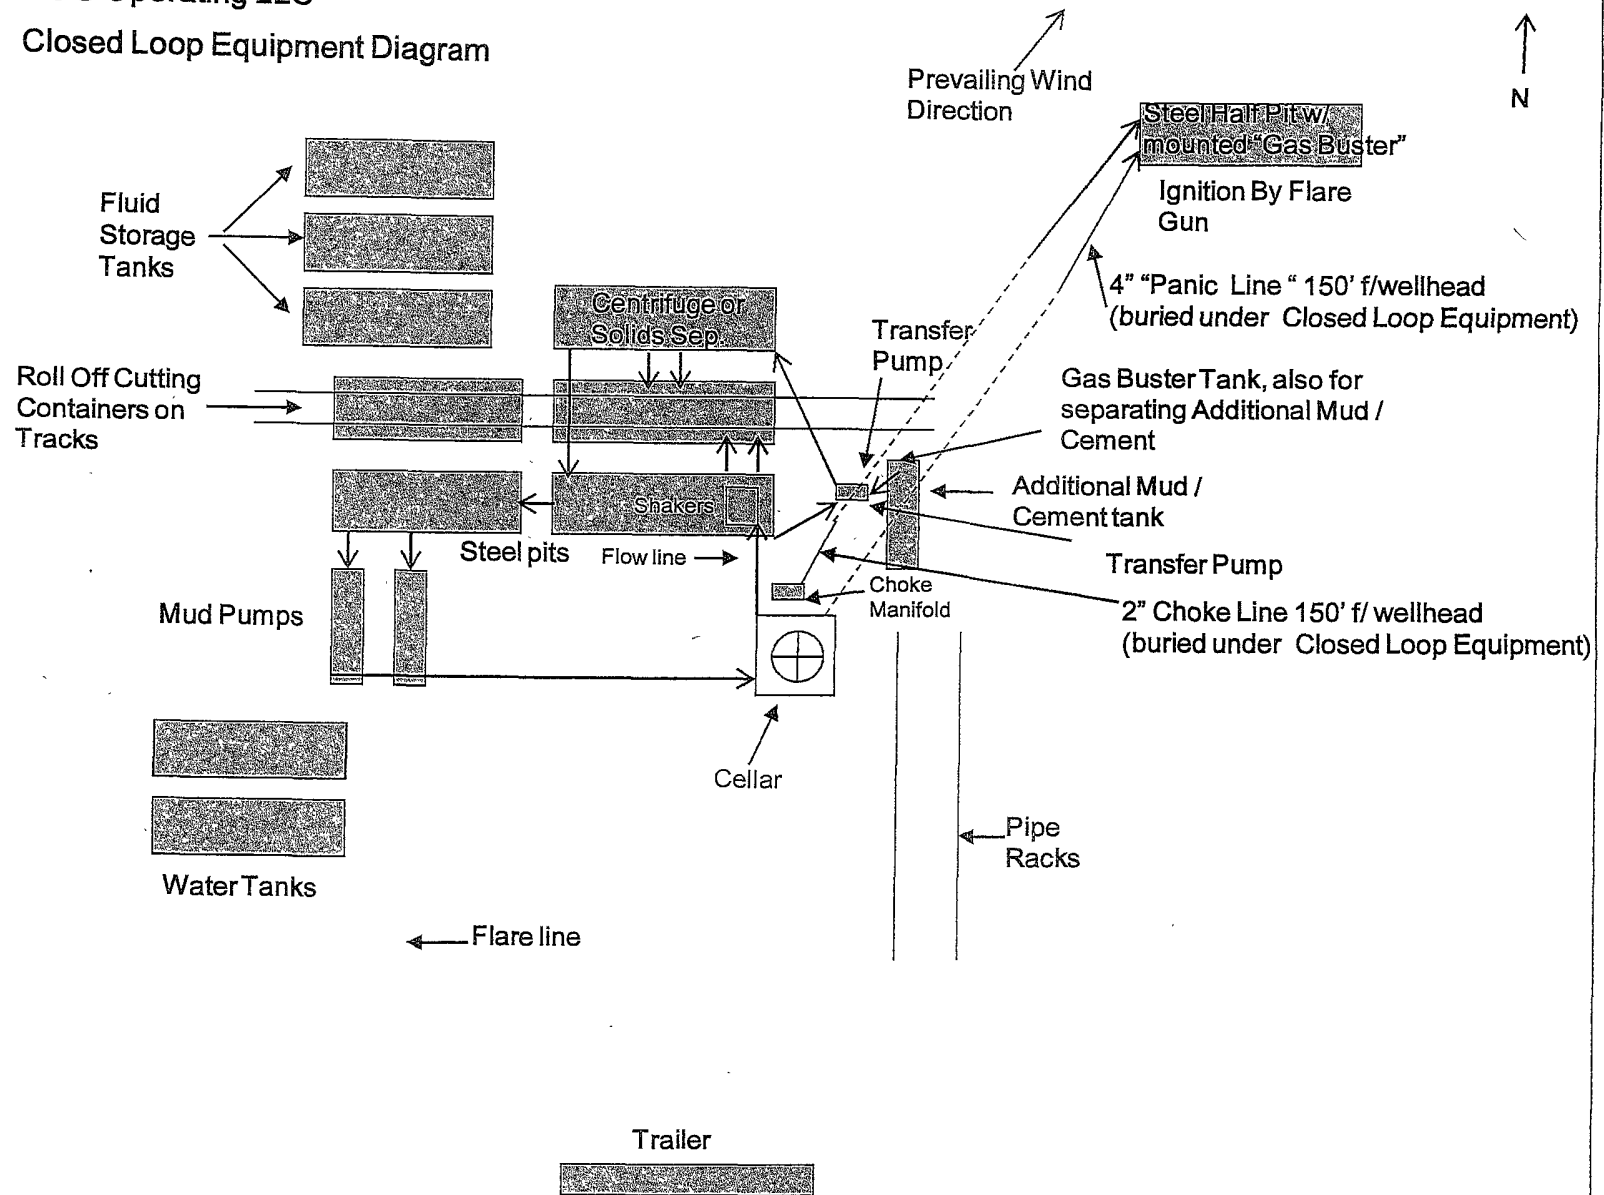 Operating LLC
Closed Loop Equipment Diagram
Prevailing Wind
Direction
N
Steel Half Pit w/
mounted "Gas Buster"
Ignition By Flare
Gun
Fluid
Storage
Tanks
4" "Panic Line " 150' f/wellhead
(buried under Closed Loop Equipment)
Centrifuge or
Solids Sep.
Transfer
Pump
Roll Off Cutting
Containers on
Tracks
Gas Buster Tank, also for
separating Additional Mud /
Cement
Additional Mud /
Cement tank
Shakers
Steel pits
Flow line
Transfer Pump
Choke
Manifold
Mud Pumps
2" Choke Line 150' f/ wellhead
(buried under Closed Loop Equipment)
Cellar
Pipe
Racks
Water Tanks
Flare line
Trailer